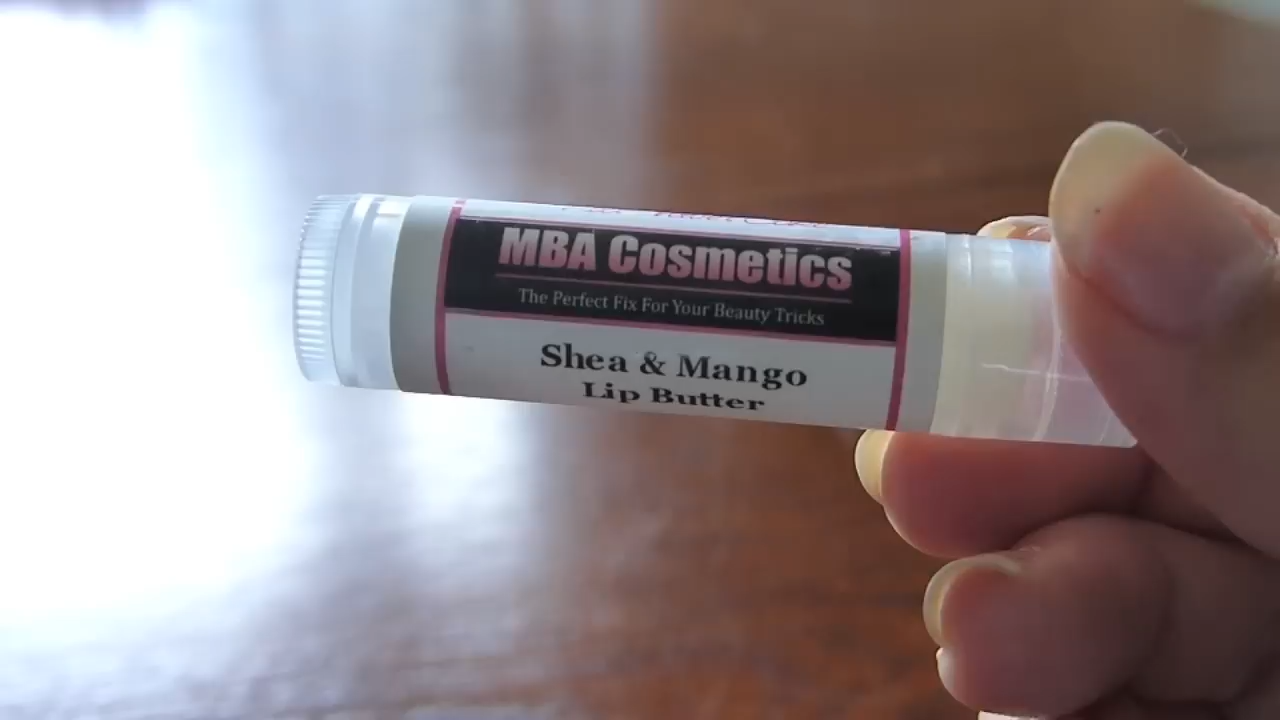 MBA Cosmetics
The Perfect Fix For Your Beauty Tricks
Shea & Mango
Lip Butter